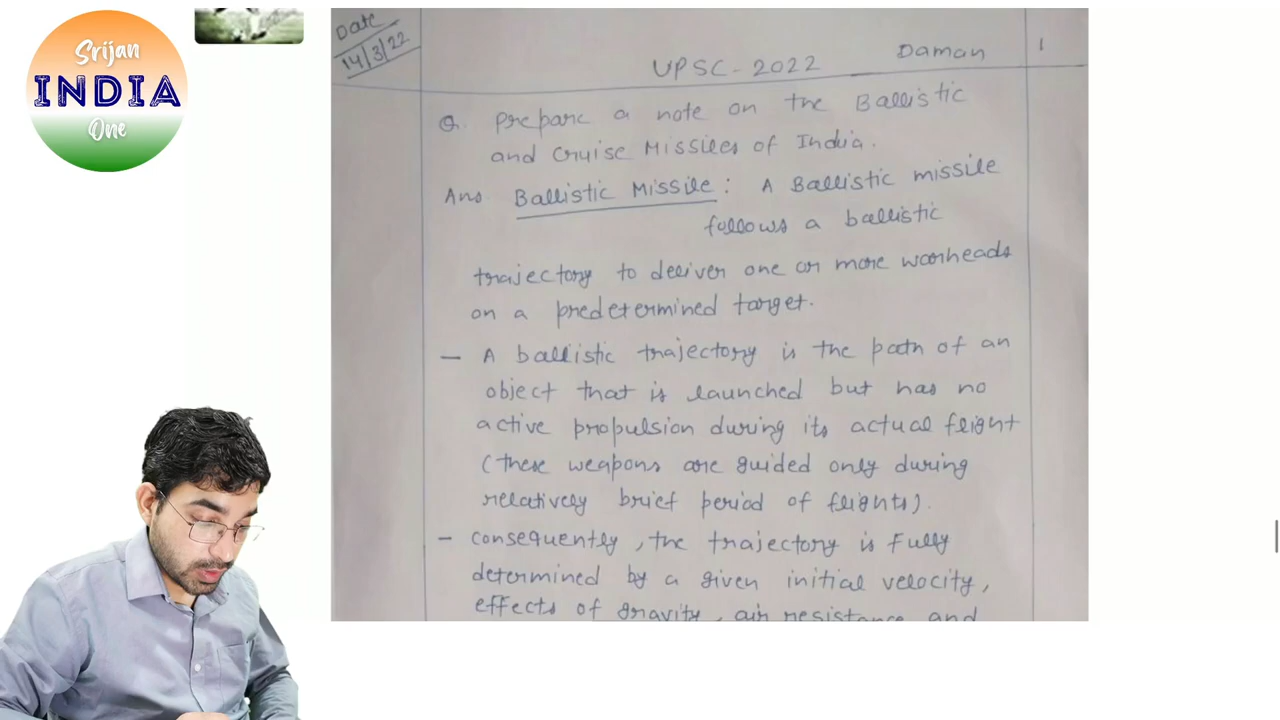 Srijan
INDIA
One
Date
14/3/22
UPSC-2022
Daman
1
Q. Prepare a note on the Ballistic
and Cruise Missiles of India.
Ans Ballistic Missile : A Ballistic missile
follows a ballistic
trajectory to deliver one or more warheads
on a predetermined target.
— A ballistic trajectory is the path of an
object that is launched but has no
active propulsion during its actual flight
(these weapons are guided only during
relatively brief period of flights).
- Consequently, the trajectory is fully
determined by a given initial velocity,
effects of gravity, air resistance and